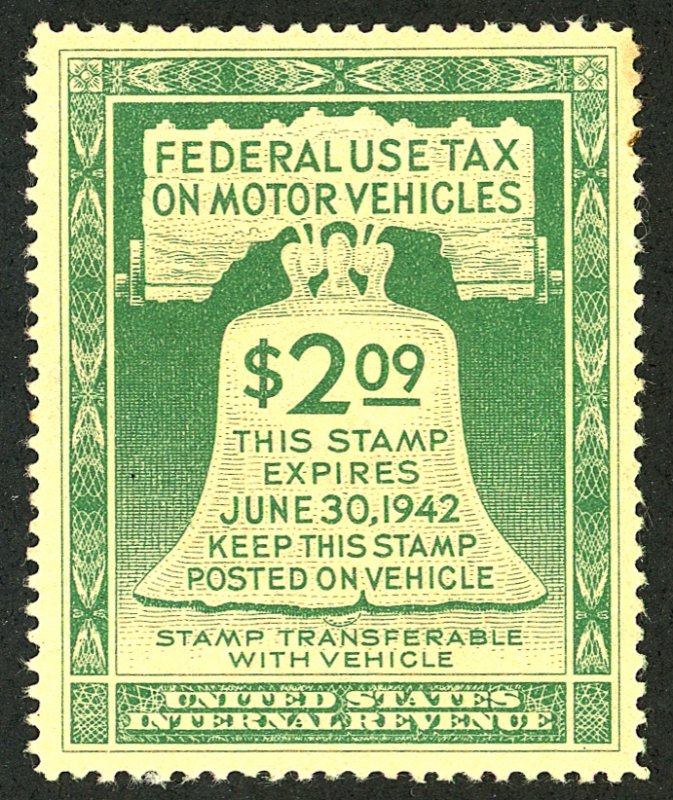 FEDERAL USE TAX
ON MOTOR VEHICLES
$2.09
THIS STAMP
EXPIRES
JUNE 30, 1942
KEEP THIS STAMP
POSTED ON VEHICLE
STAMP TRANSFERABLE
WITH VEHICLE
UNITED STATES
INTERNAL REVENUE